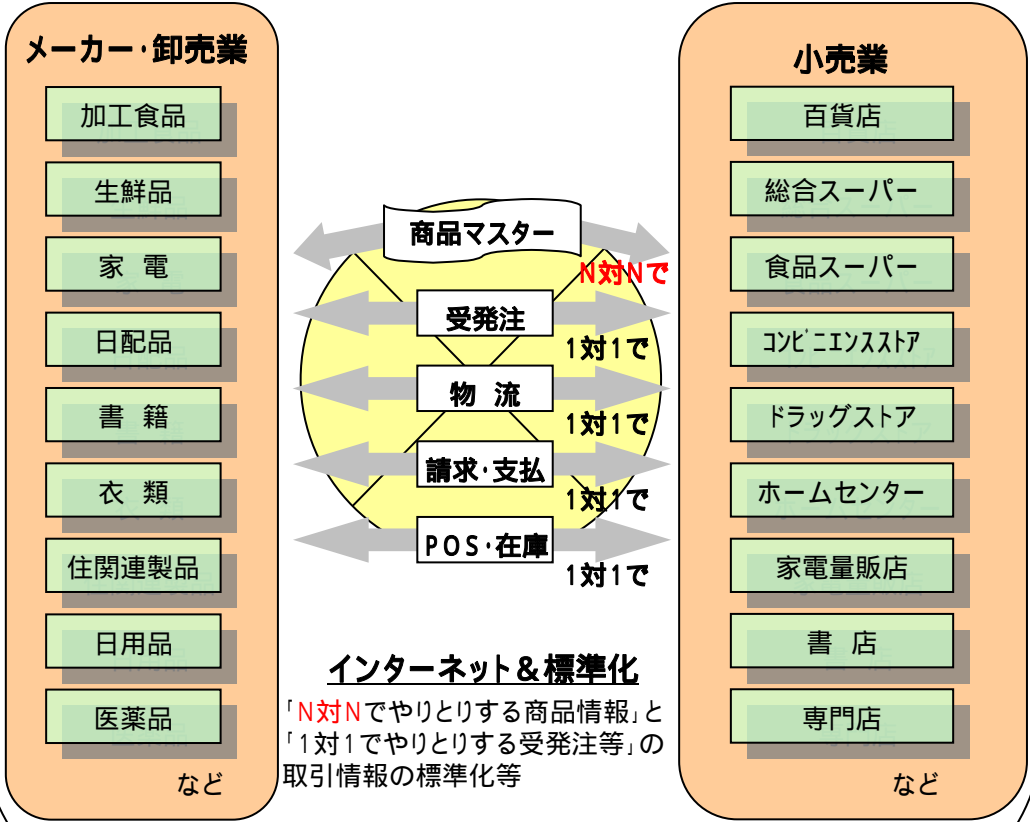 メーカー・卸売業
加工食品
生鮮品
家 電
日配品
書 籍
衣 類
住関連製品
日用品
医薬品
など
商品マスター
N対Nで
受発注
1対1で
物 流
1対1で
請求・支払
1対1で
POS・在庫
1対1で
インターネット&標準化
「N対Nでやりとりする商品情報」と
「1対1でやりとりする受発注等」の
取引情報の標準化等
小売業
百貨店
総合スーパー
食品スーパー
コンビニエンスストア
ドラッグストア
ホームセンター
家電量販店
書 店
専門店
など